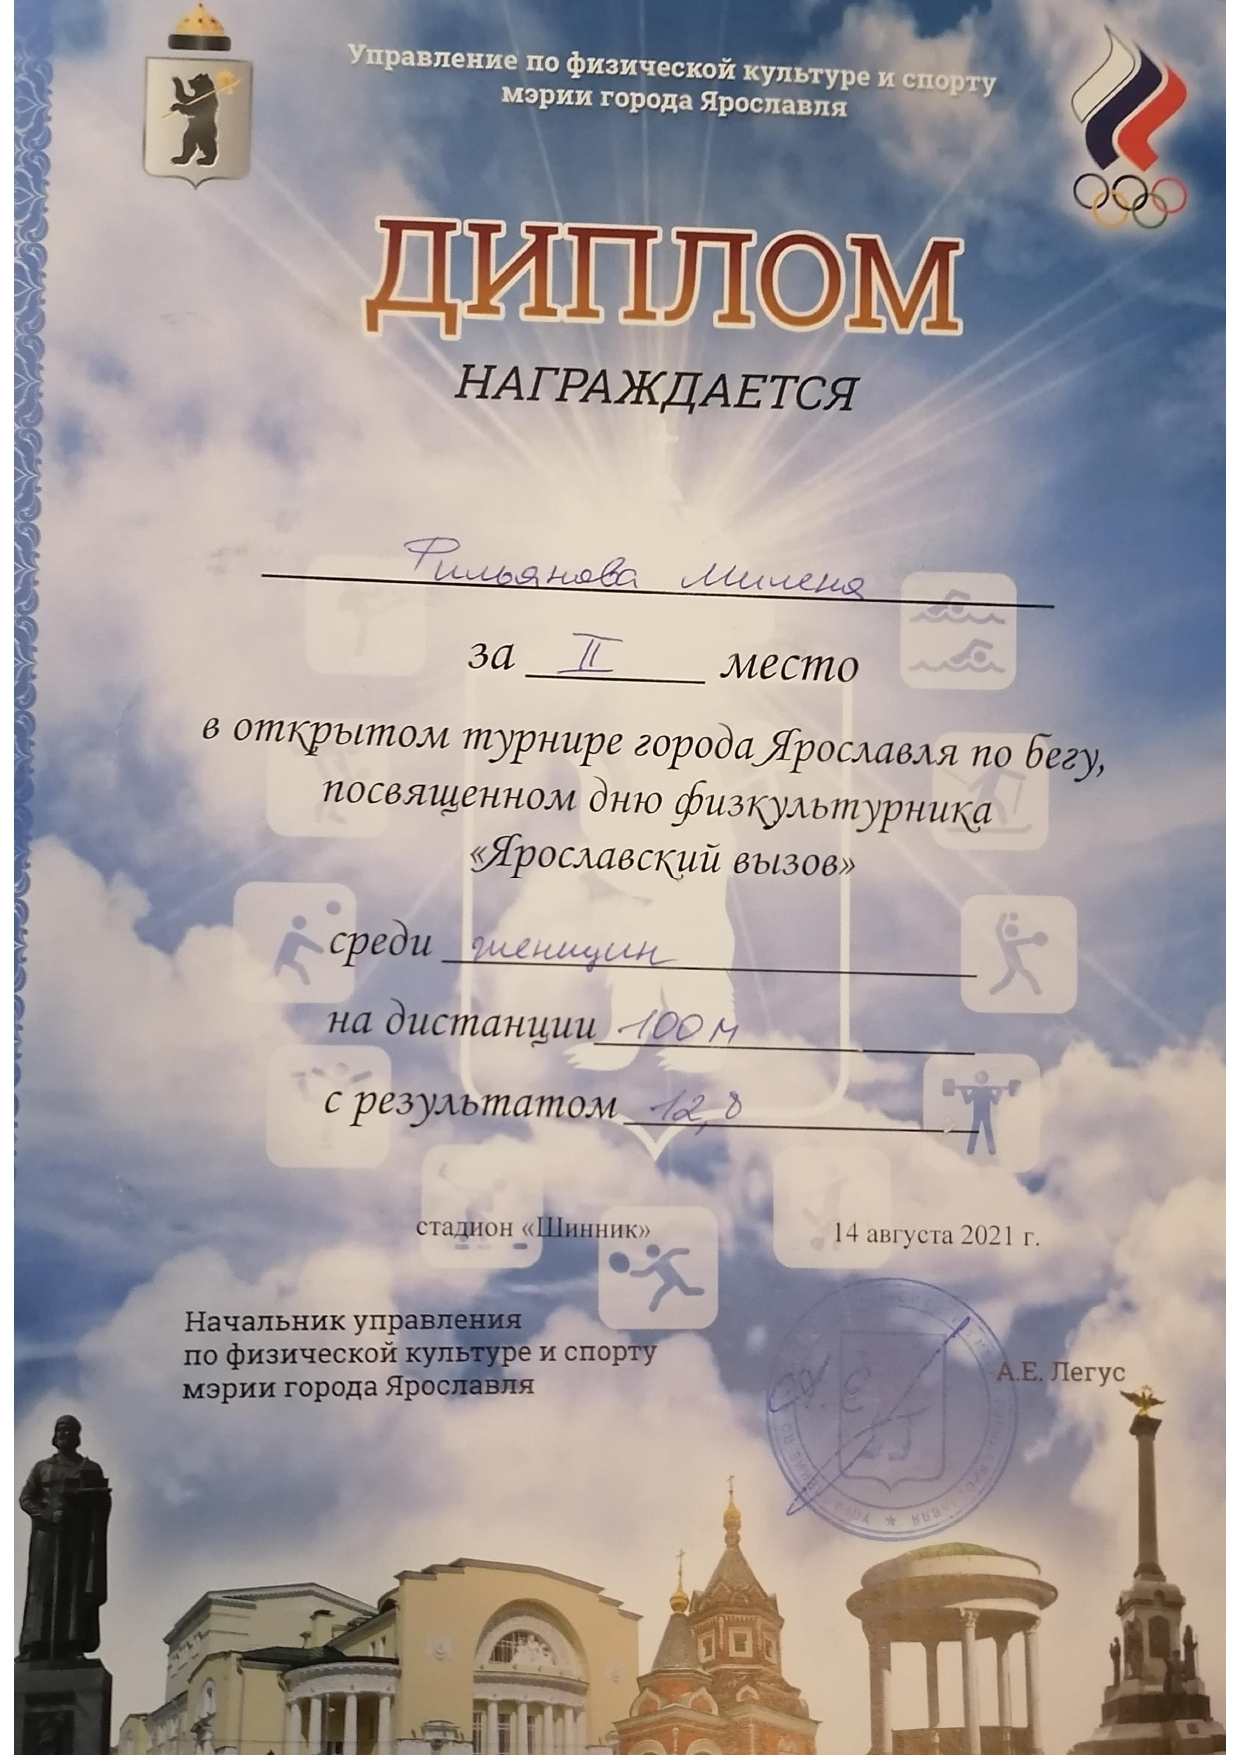 Управление по физической культуре и спорту
мэрии города Ярославля
ДИПЛОМ
НАГРАЖДАЕТСЯ
Фильянова Милена
за II место
в открытом турнире города Ярославля по бегу,
посвященном дню физкультурника
«Ярославский вызов»
среди женщин
на дистанции 100 м
с результатом 12,8
стадион «Шинник» 14 августа 2021 г.
Начальник управления
по физической культуре и спорту
мэрии города Ярославля
А.Е. Легус